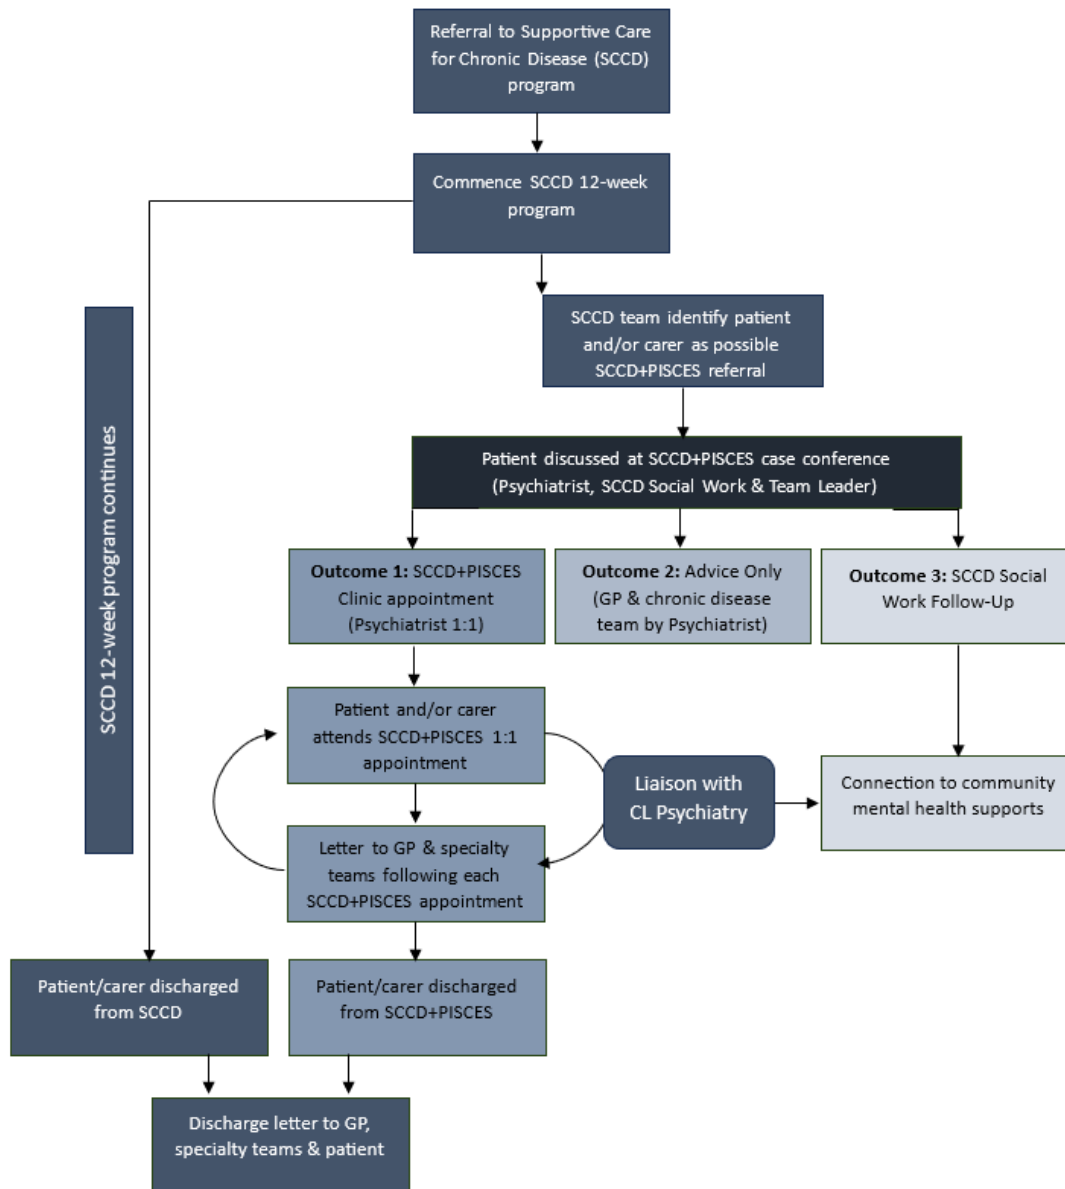 Referral to Supportive Care
for Chronic Disease (SCCD)
program
Commence SCCD 12-week
program
SCCD team identify patient
and/or carer as possible
SCCD+PISCES referral
SCCD 12-week program continues
Patient discussed at SCCD+PISCES case conference
(Psychiatrist, SCCD Social Work & Team Leader)
Outcome 1: SCCD+PISCES
Clinic appointment
(Psychiatrist 1:1)
Outcome 2: Advice Only
(GP & chronic disease
team by Psychiatrist)
Outcome 3: SCCD Social
Work Follow-Up
Patient and/or carer
attends SCCD+PISCES 1:1
appointment
Liaison with
CL Psychiatry
Connection to community
mental health supports
Letter to GP & specialty
teams following each
SCCD+PISCES appointment
Patient/carer discharged
from SCCD
Patient/carer discharged
from SCCD+PISCES
Discharge letter to GP,
specialty teams & patient